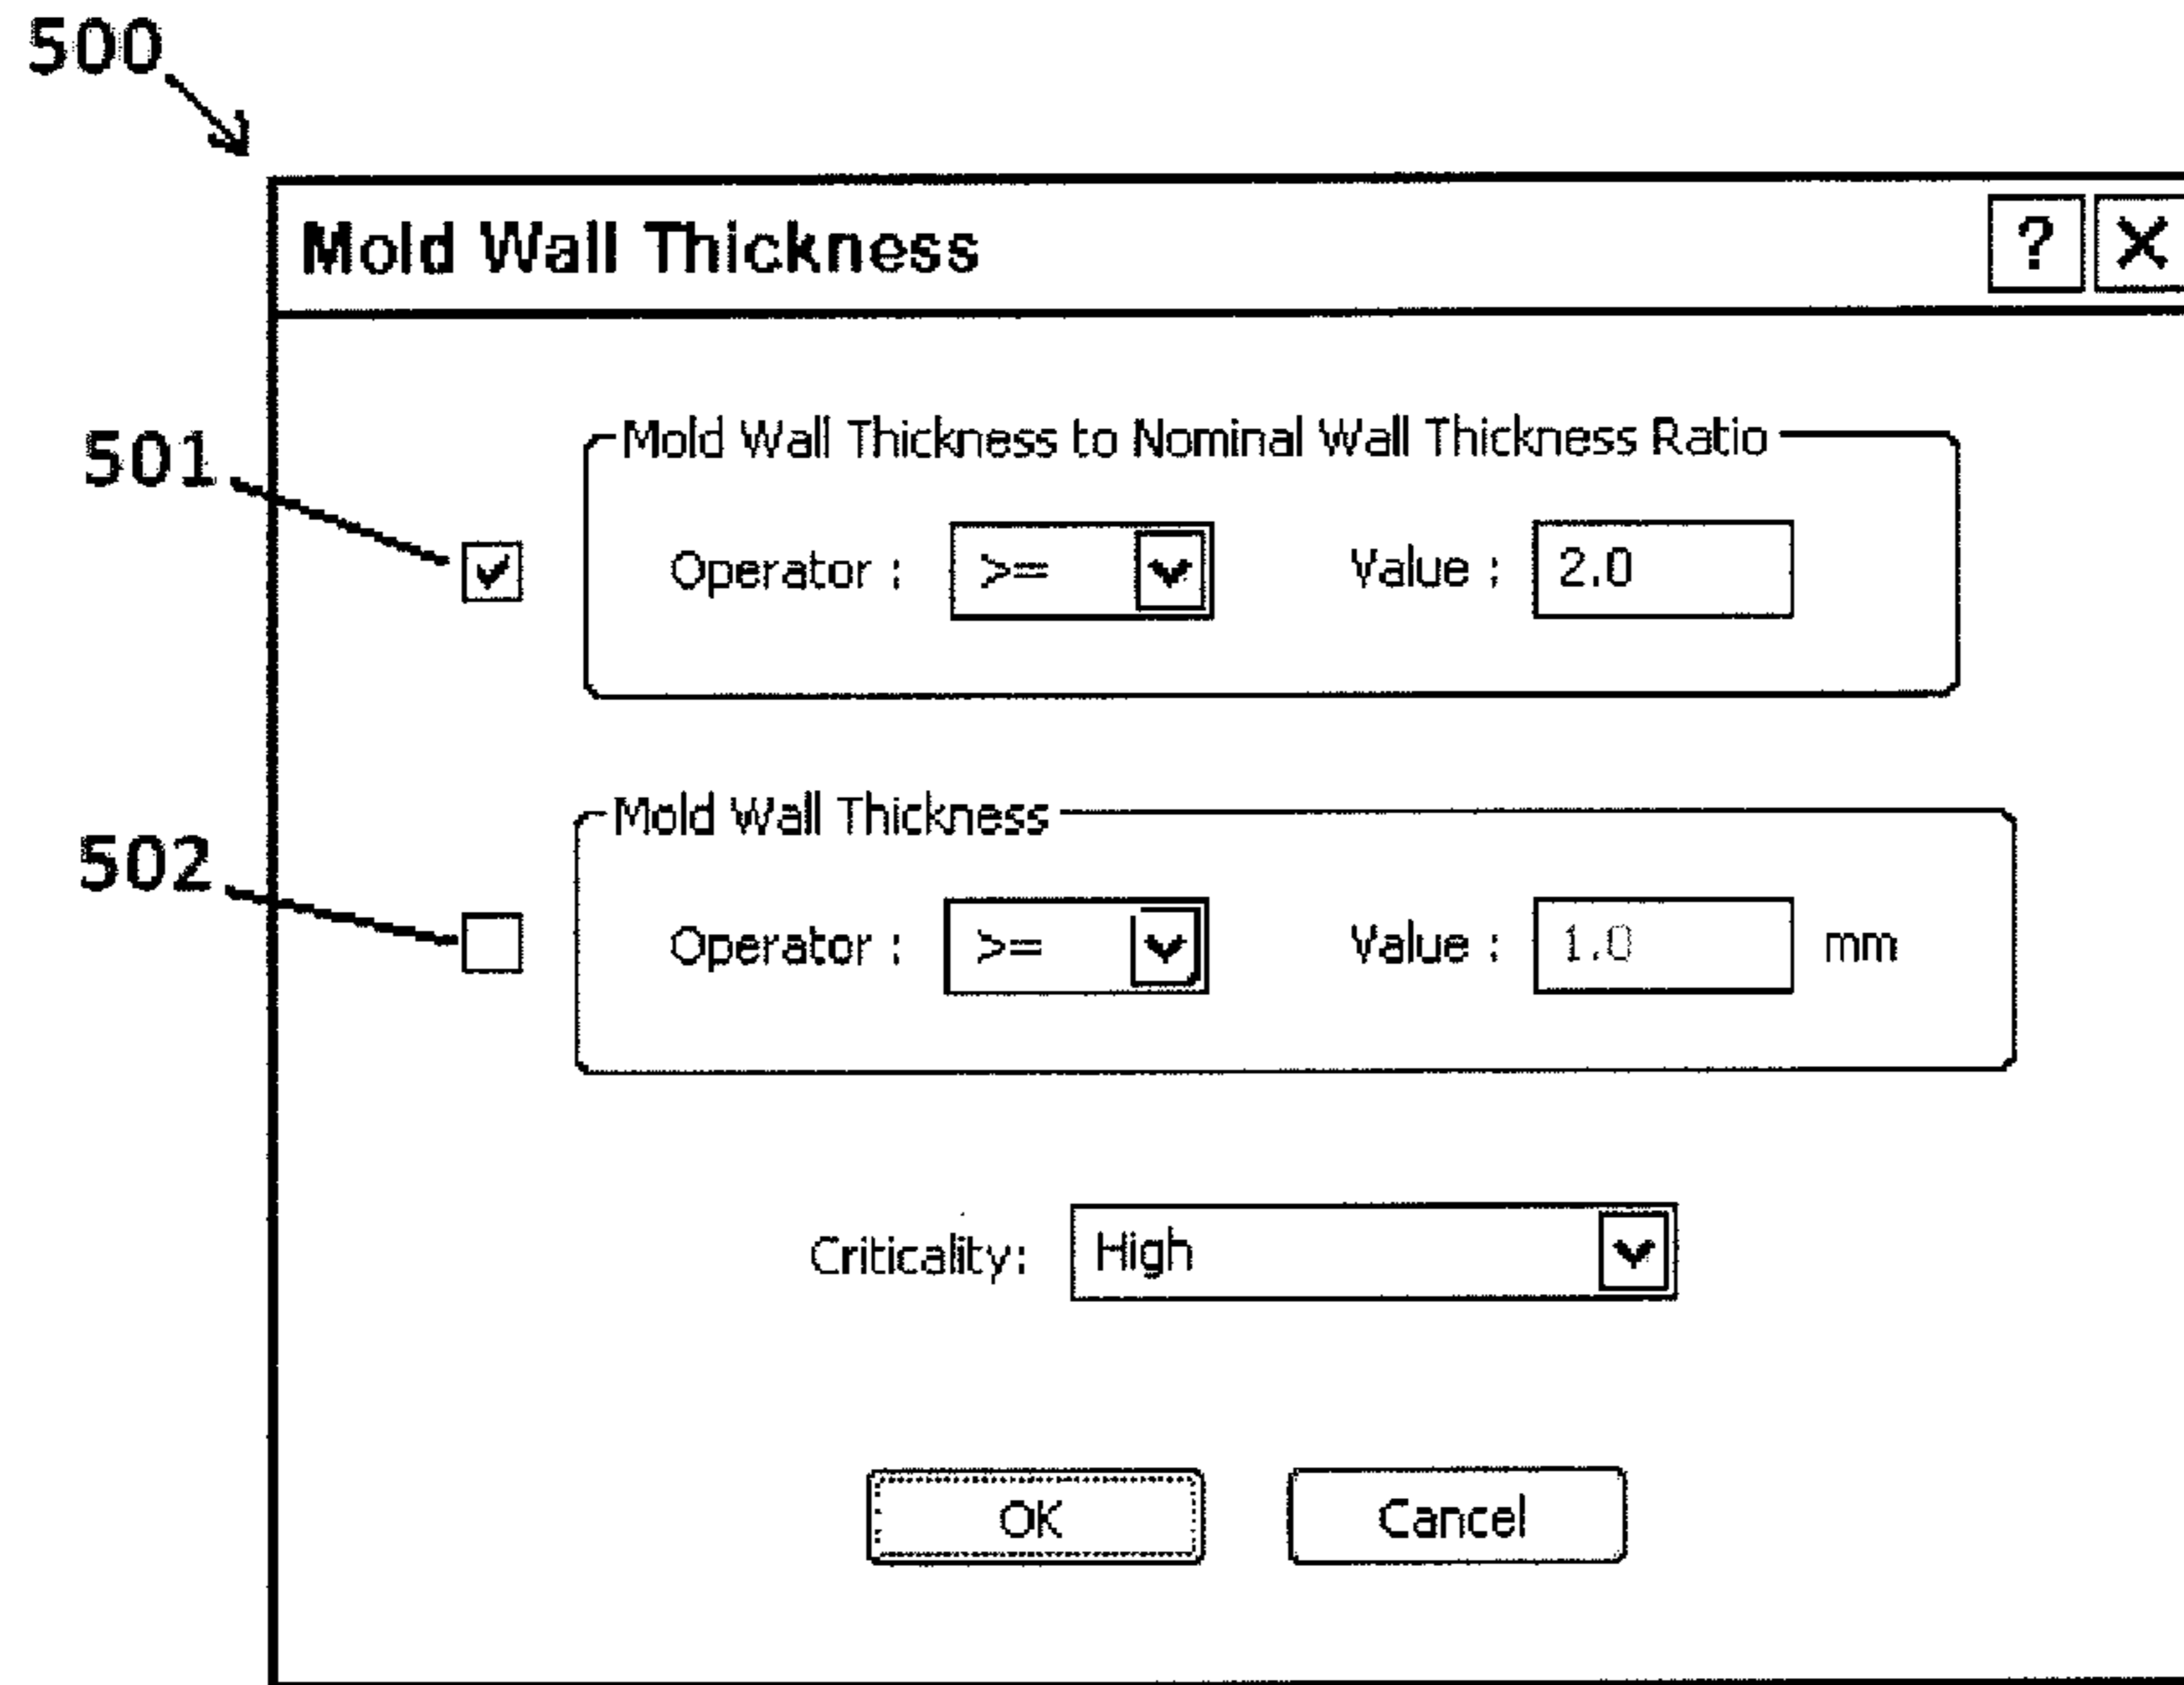 500
Mold Wall Thickness ? X
501
Mold Wall Thickness to Nominal Wall Thickness Ratio
Operator : >= Value : 2.0
502
Mold Wall Thickness
Operator : >= Value : 1.0 mm
Criticality: High
OK Cancel